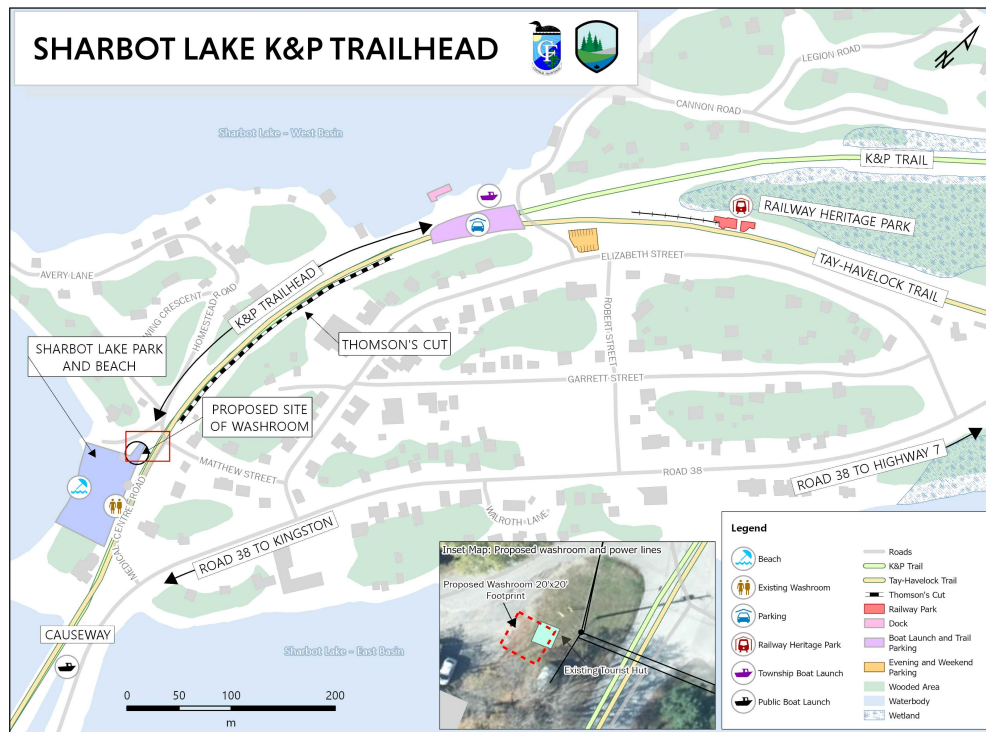 SHARBOT LAKE K&P TRAILHEAD
N
LEGION ROAD
CANNON ROAD
Sharbot Lake - West Basin
K&P TRAIL
RAILWAY HERITAGE PARK
TAY-HAVELOCK TRAIL
ELIZABETH STREET
AVERY LANE
HOMESTEAD ROAD
K&P TRAILHEAD
ROBERT STREET
THOMSON'S CUT
SHARBOT LAKE PARK
AND BEACH
GARRETT STREET
PROPOSED SITE
OF WASHROOM
MATTHEW STREET
ROAD 38
ROAD 38 TO HIGHWAY 7
MEDICAL CENTRE ROAD
WALROTH LANE
ROAD 38 TO KINGSTON
CAUSEWAY
Sharbot Lake - East Basin
0 50 100 200
m
Inset Map: Proposed washroom and power lines
Proposed Washroom 20'x20'
Footprint
Existing Tourist Hut
Legend
Beach
Existing Washroom
Parking
Railway Heritage Park
Township Boat Launch
Public Boat Launch
Roads
K&P Trail
Tay-Havelock Trail
Thomson's Cut
Railway Park
Dock
Boat Launch and Trail
Parking
Evening and Weekend
Parking
Wooded Area
Waterbody
Wetland